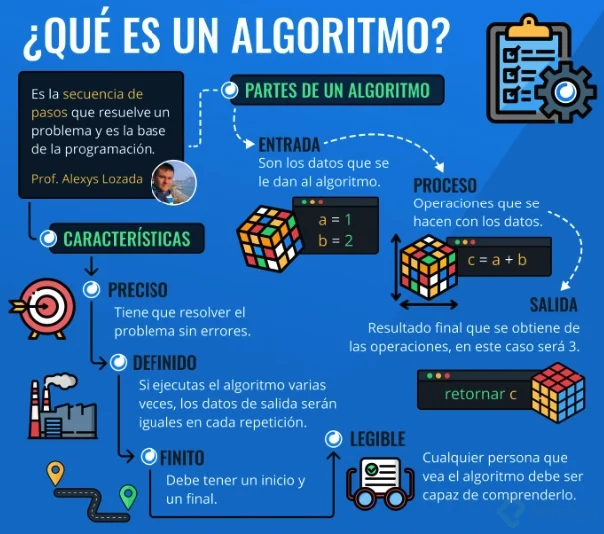 ¿QUÉ ES UN ALGORITMO?
Es la secuencia de
pasos que resuelve un
problema y es la base
de la programación.
Prof. Alexys Lozada
PARTES DE UN ALGORITMO
ENTRADA
Son los datos que se
le dan al algoritmo.
a = 1
b = 2
PROCESO
Operaciones que se
hacen con los datos.
c = a + b
SALIDA
Resultado final que se obtiene de
las operaciones, en este caso será 3.
retornar c
CARACTERÍSTICAS
PRECISO
Tiene que resolver el
problema sin errores.
DEFINIDO
Si ejecutas el algoritmo varias
veces, los datos de salida serán
iguales en cada repetición.
FINITO
Debe tener un inicio y
un final.
LEGIBLE
Cualquier persona que
vea el algoritmo debe ser
capaz de comprenderlo.